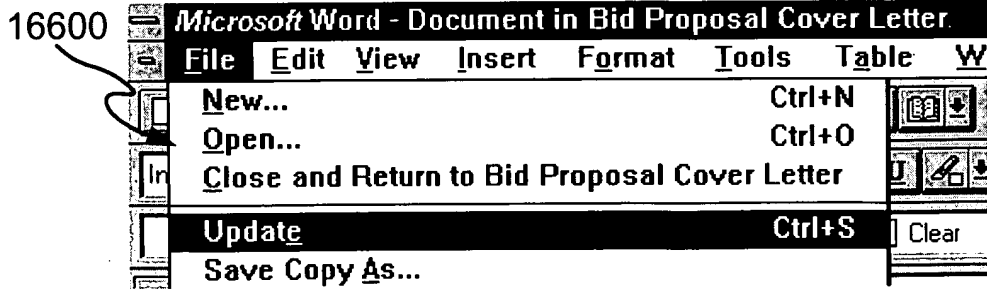 16600
Microsoft Word - Document in Bid Proposal Cover Letter.
File Edit View Insert Format Tools Table W
New... Ctrl+N
Open... Ctrl+O
In
Close and Return to Bid Proposal Cover Letter U
Update Ctrl+S Clear
Save Copy As...